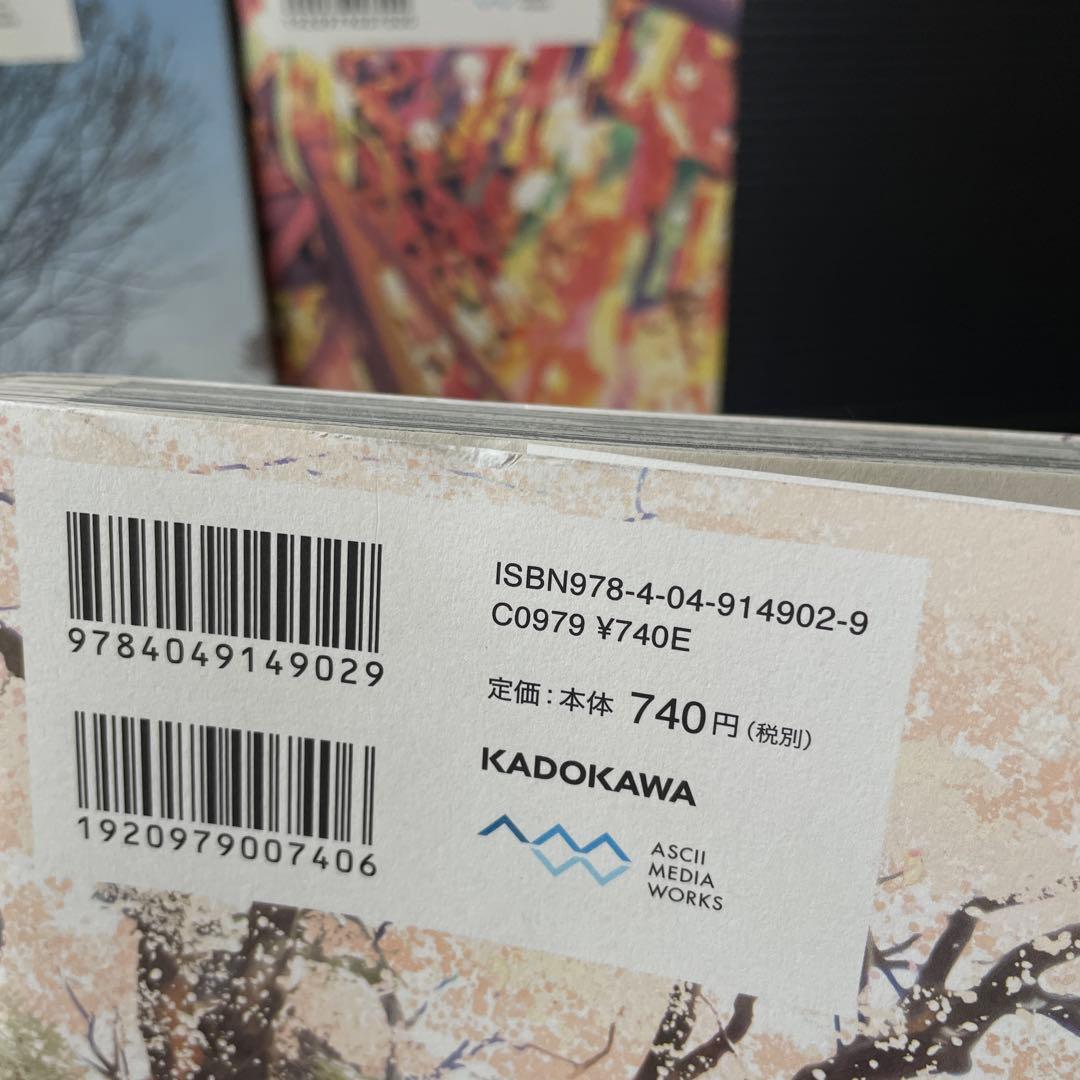 9784049149029
1920979007406
ISBN978-4-04-914902-9
C0979 ¥740E
定価：本体 740円（税別）
KADOKAWA
ASCII
MEDIA
WORKS